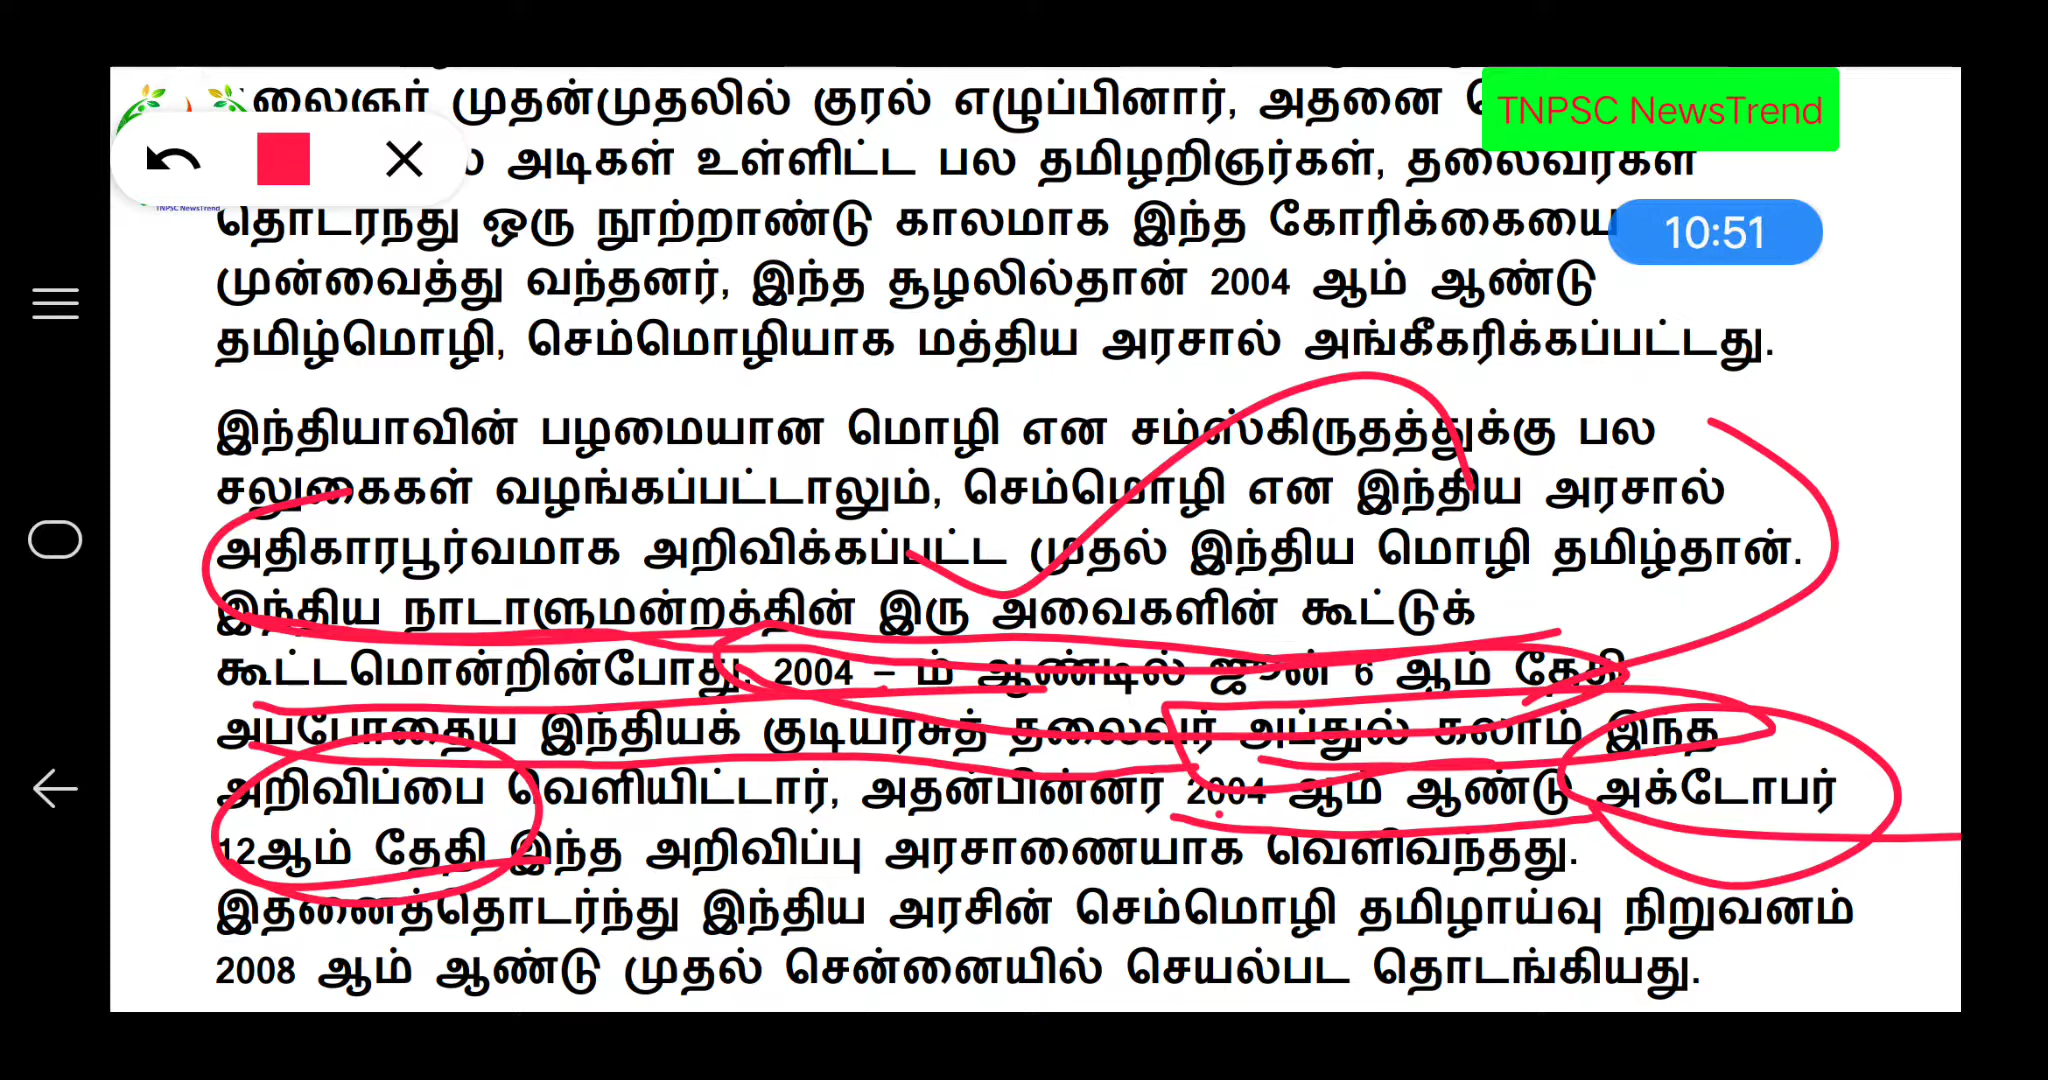 முதன்முதலில் குரல் எழுப்பினார், அதனை
TNPSC NewsTrend
அடிகள் உள்ளிட்ட பல தமிழறிஞர்கள், தலைவர்கள்
TNPSC NewsTrend
தொடர்ந்து ஒரு நூற்றாண்டு காலமாக இந்த கோரிக்கையை
10:51
முன்வைத்து வந்தனர், இந்த சூழலில்தான் 2004 ஆம் ஆண்டு
தமிழ்மொழி, செம்மொழியாக மத்திய அரசால் அங்கீகரிக்கப்பட்டது.
இந்தியாவின் பழமையான மொழி என சம்ஸ்கிருதத்துக்கு பல
சலுகைகள் வழங்கப்பட்டாலும், செம்மொழி என இந்திய அரசால்
அதிகாரபூர்வமாக அறிவிக்கப்பட்ட முதல் இந்திய மொழி தமிழ்தான்.
இந்திய நாடாளுமன்றத்தின் இரு அவைகளின் கூட்டுக்
கூட்டமொன்றின்போது, 2004 – ம் ஆண்டில் ஜூன் 6 ஆம் தேதி
அப்போதைய இந்தியக் குடியரசுத் தலைவர் அப்துல் கலாம் இந்த
அறிவிப்பை வெளியிட்டார், அதன்பின்னர் 2004 ஆம் ஆண்டு அக்டோபர்
12ஆம் தேதி இந்த அறிவிப்பு அரசாணையாக வெளிவந்தது.
இதனைத்தொடர்ந்து இந்திய அரசின் செம்மொழி தமிழாய்வு நிறுவனம்
2008 ஆம் ஆண்டு முதல் சென்னையில் செயல்பட தொடங்கியது.